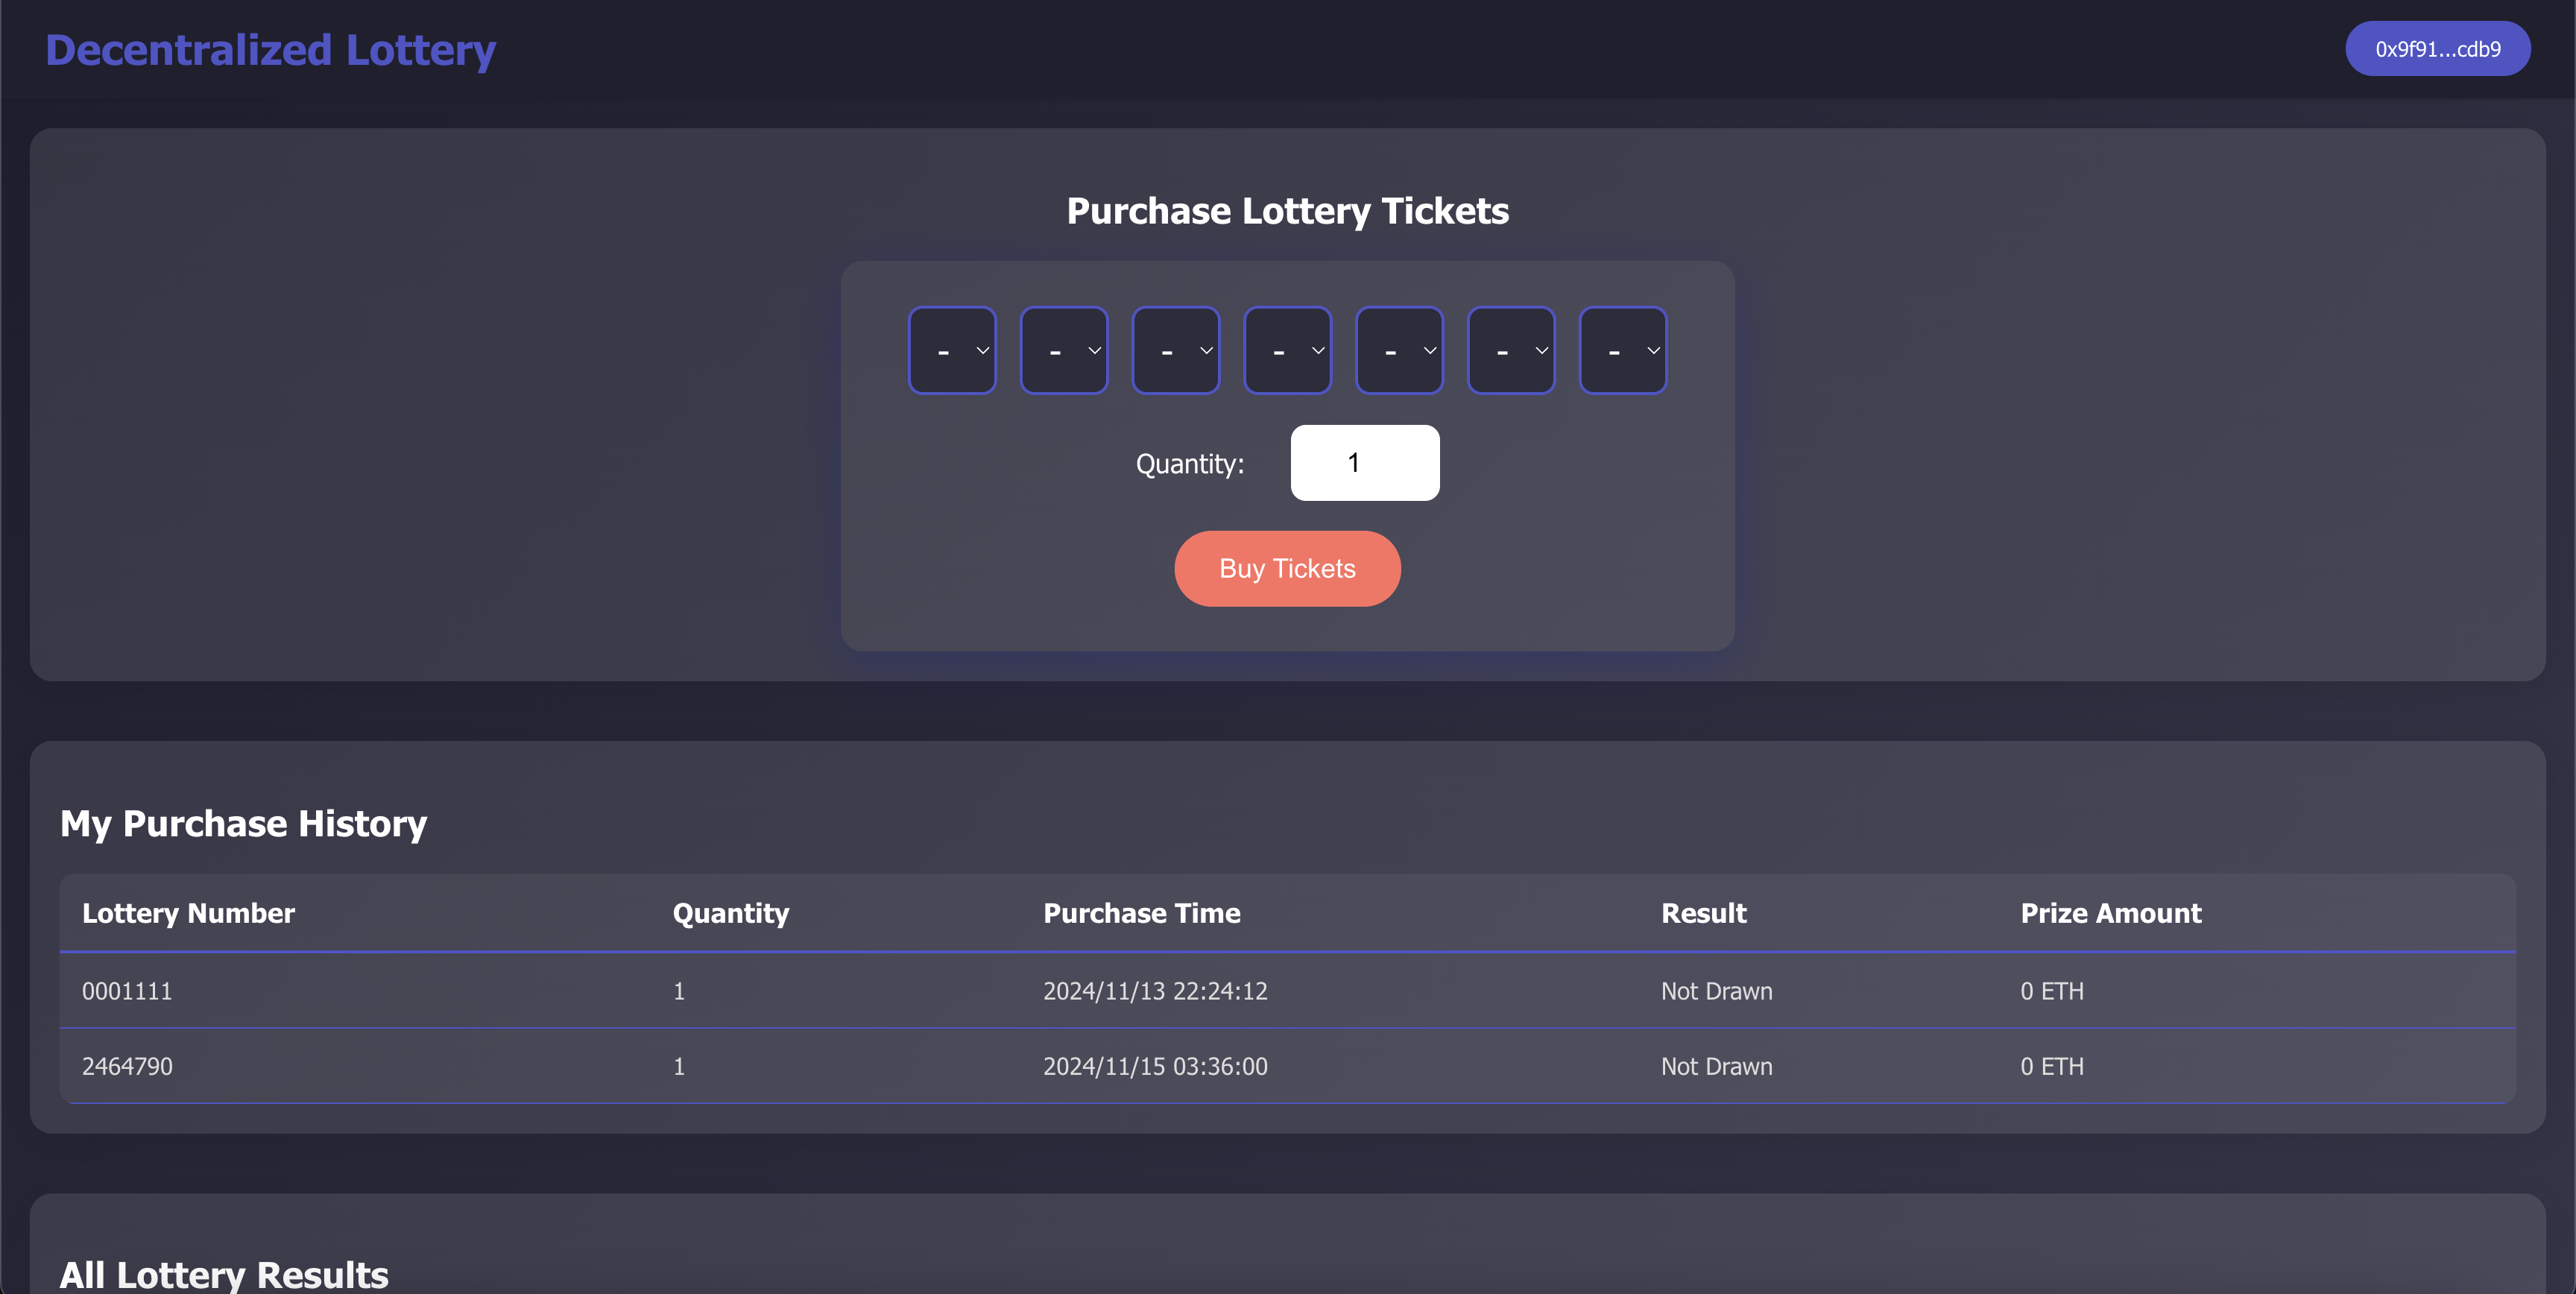 Decentralized Lottery
0x9f91...cdb9
Purchase Lottery Tickets
- - - - - - -
Quantity: 1
Buy Tickets
My Purchase History
Lottery Number Quantity Purchase Time Result Prize Amount
0001111 1 2024/11/13 22:24:12 Not Drawn 0 ETH
2464790 1 2024/11/15 03:36:00 Not Drawn 0 ETH
All Lottery Results